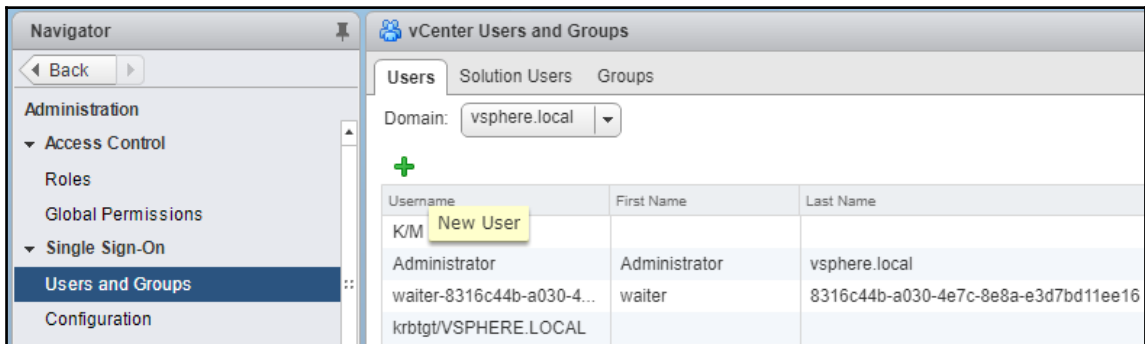 Navigator
Back
Administration
Access Control
Roles
Global Permissions
Single Sign-On
Users and Groups
Configuration
vCenter Users and Groups
Users Solution Users Groups
Domain: vsphere.local
Username First Name Last Name
New User
K/M
Administrator Administrator vsphere.local
waiter-8316c44b-a030-4... waiter 8316c44b-a030-4e7c-8e8a-e3d7bd11ee16
krbtgt/VSPHERE.LOCAL